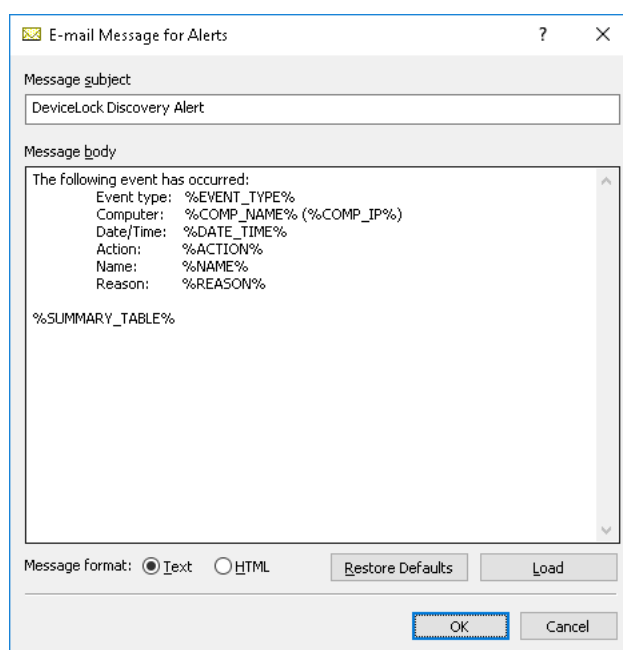 E-mail Message for Alerts
Message subject
DeviceLock Discovery Alert
Message body
The following event has occurred:
Event type: %EVENT_TYPE%
Computer: %COMP_NAME% (%COMP_IP%)
Date/Time: %DATE_TIME%
Action: %ACTION%
Name: %NAME%
Reason: %REASON%
%SUMMARY_TABLE%
Message format: Text HTML Restore Defaults Load
OK Cancel